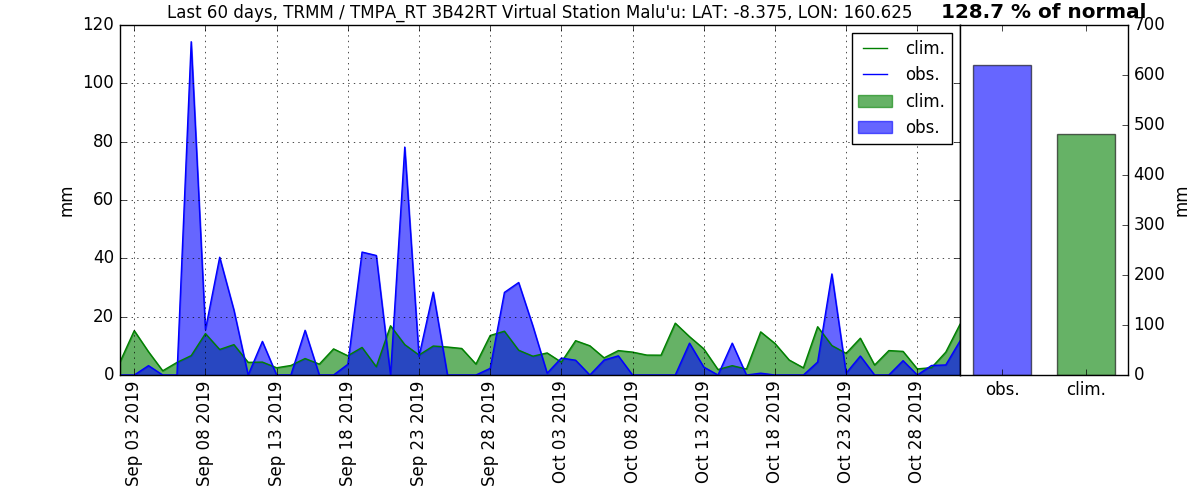 Last 60 days, TRMM / TMPA_RT 3B42RT Virtual Station Malu'u: LAT: -8.375, LON: 160.625
128.7 % of normal
120
100
80
60
40
20
0
mm
clim.
obs.
clim.
obs.
Sep 03 2019
Sep 08 2019
Sep 13 2019
Sep 18 2019
Sep 23 2019
Sep 28 2019
Oct 03 2019
Oct 08 2019
Oct 13 2019
Oct 18 2019
Oct 23 2019
Oct 28 2019
700
600
500
400
300
200
100
0
mm
obs.
clim.